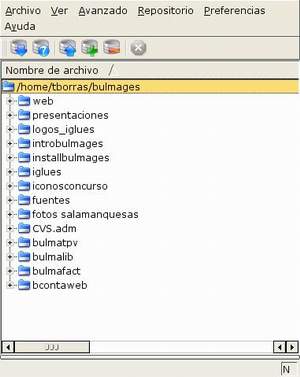 Archivo Ver Avanzado Repositorio Preferencias
Ayuda
Nombre de archivo
/home/tborras/bulmages
web
presentaciones
logos_iglues
introbulmages
installbulmages
iglues
iconosconcurso
fuentes
fotos salamanquesas
CVS.adm
bulmatpv
bulmalib
bulmafact
bcontaweb
N